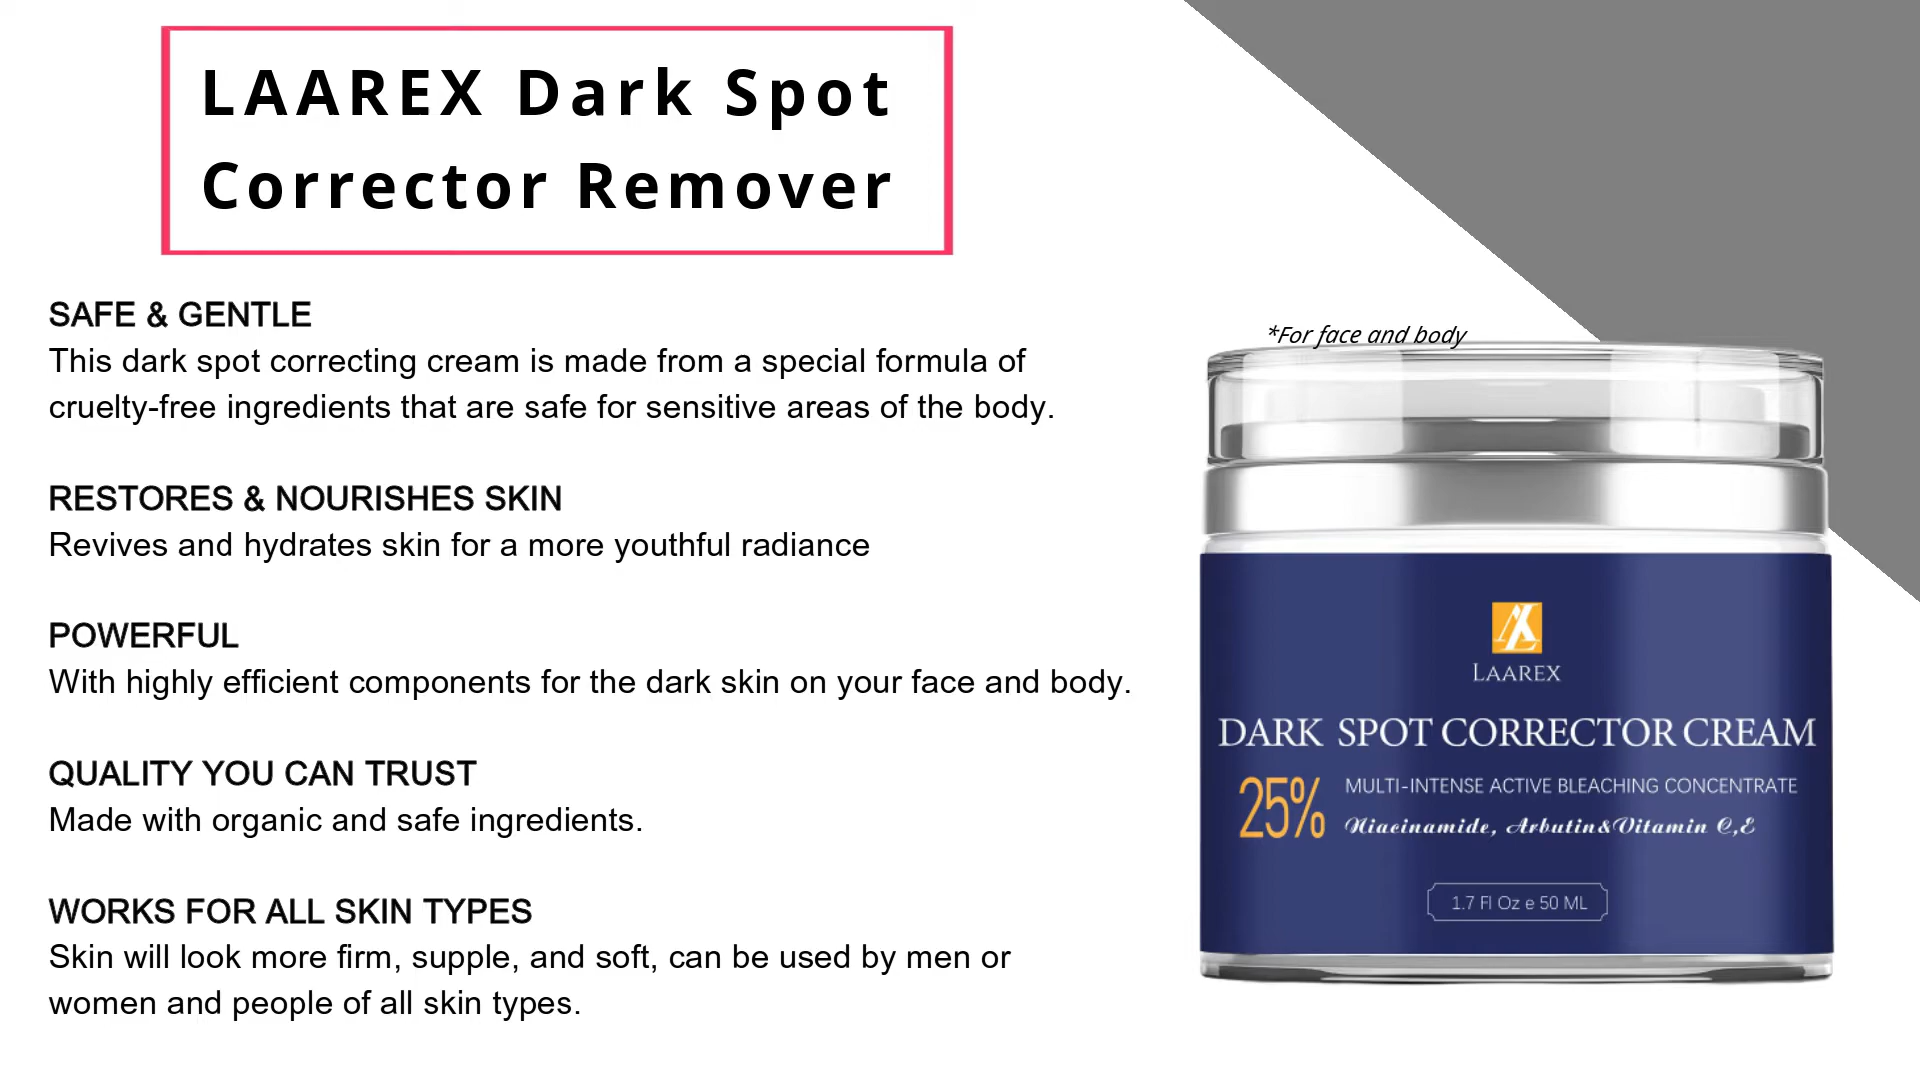 LAAREX Dark Spot
Corrector Remover
SAFE & GENTLE
This dark spot correcting cream is made from a special formula of
cruelty-free ingredients that are safe for sensitive areas of the body.
RESTORES & NOURISHES SKIN
Revives and hydrates skin for a more youthful radiance
POWERFUL
With highly efficient components for the dark skin on your face and body.
QUALITY YOU CAN TRUST
Made with organic and safe ingredients.
WORKS FOR ALL SKIN TYPES
Skin will look more firm, supple, and soft, can be used by men or
women and people of all skin types.
*For face and body
LAAREX
DARK SPOT CORRECTOR CREAM
25% MULTI-INTENSE ACTIVE BLEACHING CONCENTRATE
Niacinamide, Arbutin&Vitamin C,E
1.7 Fl Oz e 50 ML